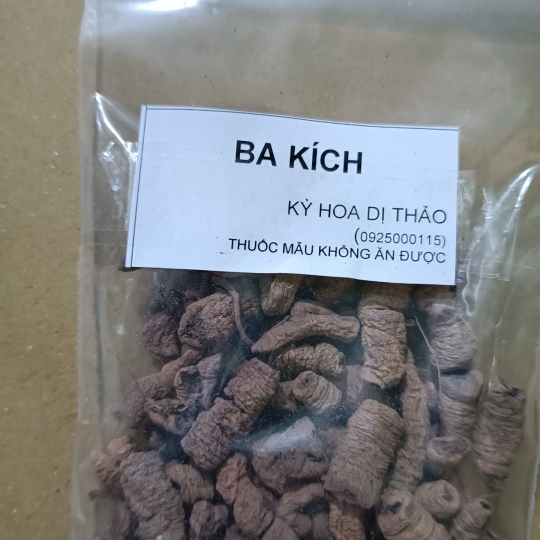 BA KÍCH
KỲ HOA DỊ THẢO
(0925000115)
THUỐC MẪU KHÔNG ĂN ĐƯỢC